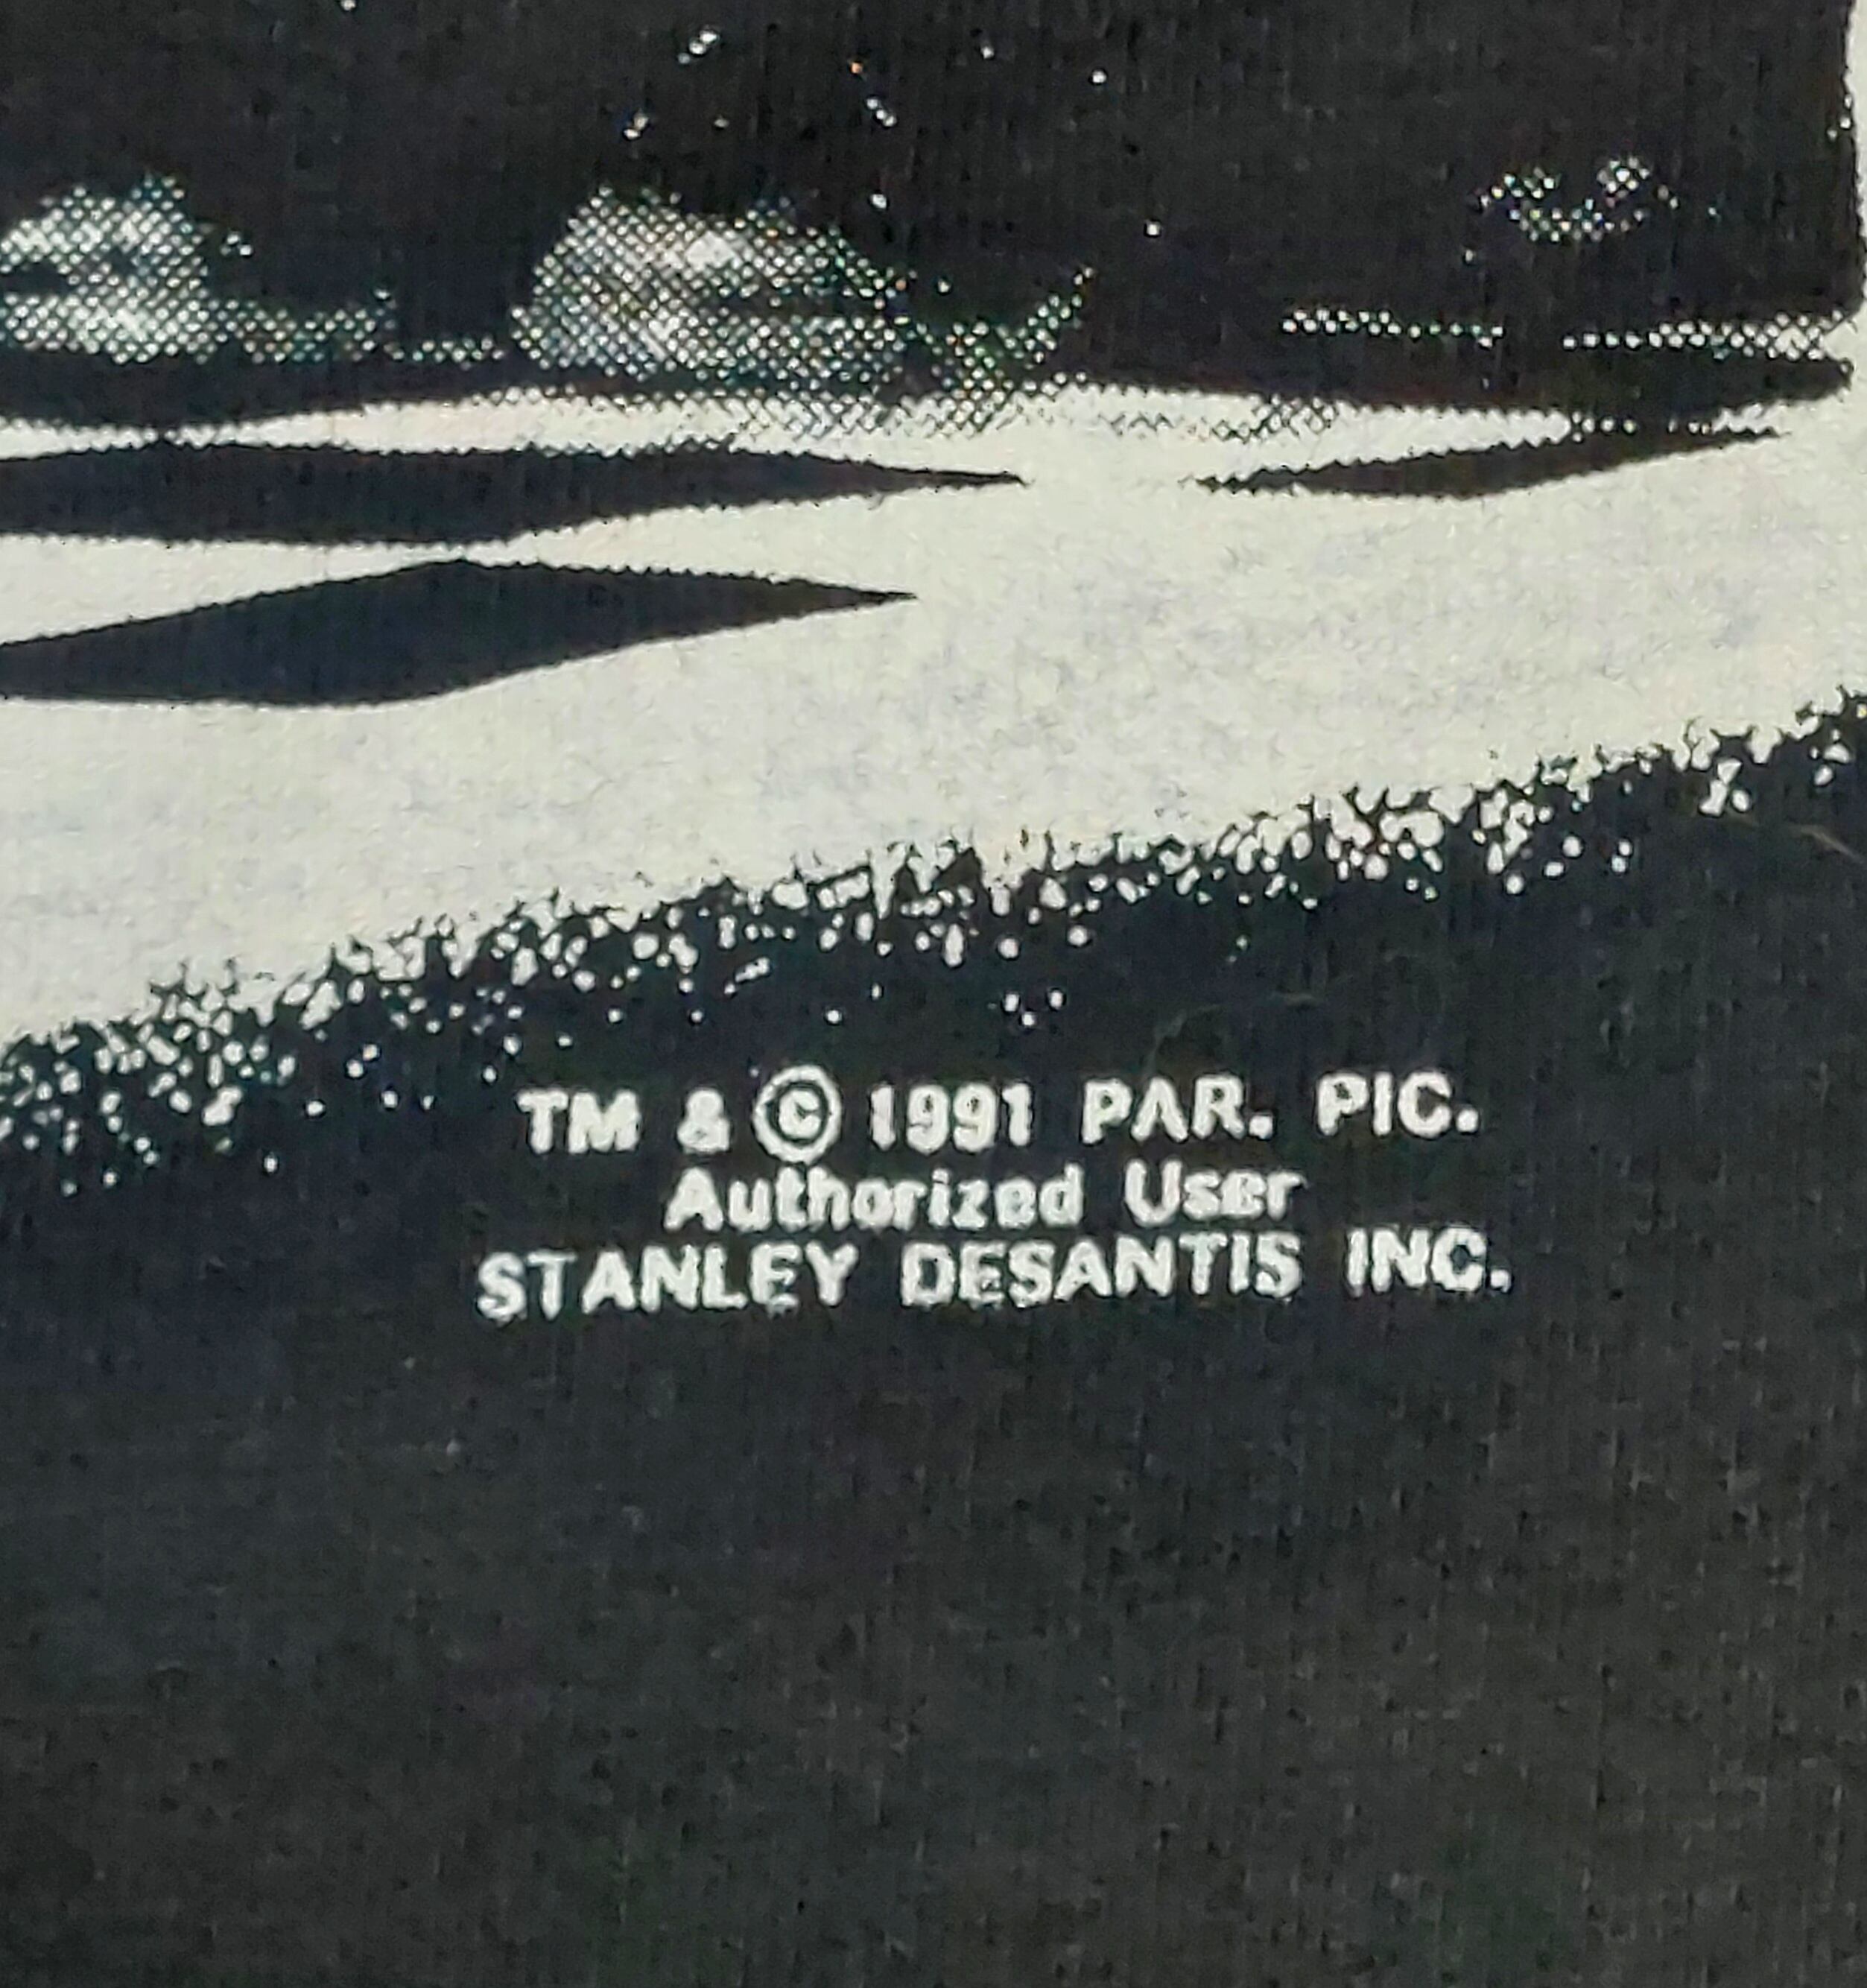 TM & © 1991 PAR. PIC.
Authorized User
STANLEY DESANTIS INC.